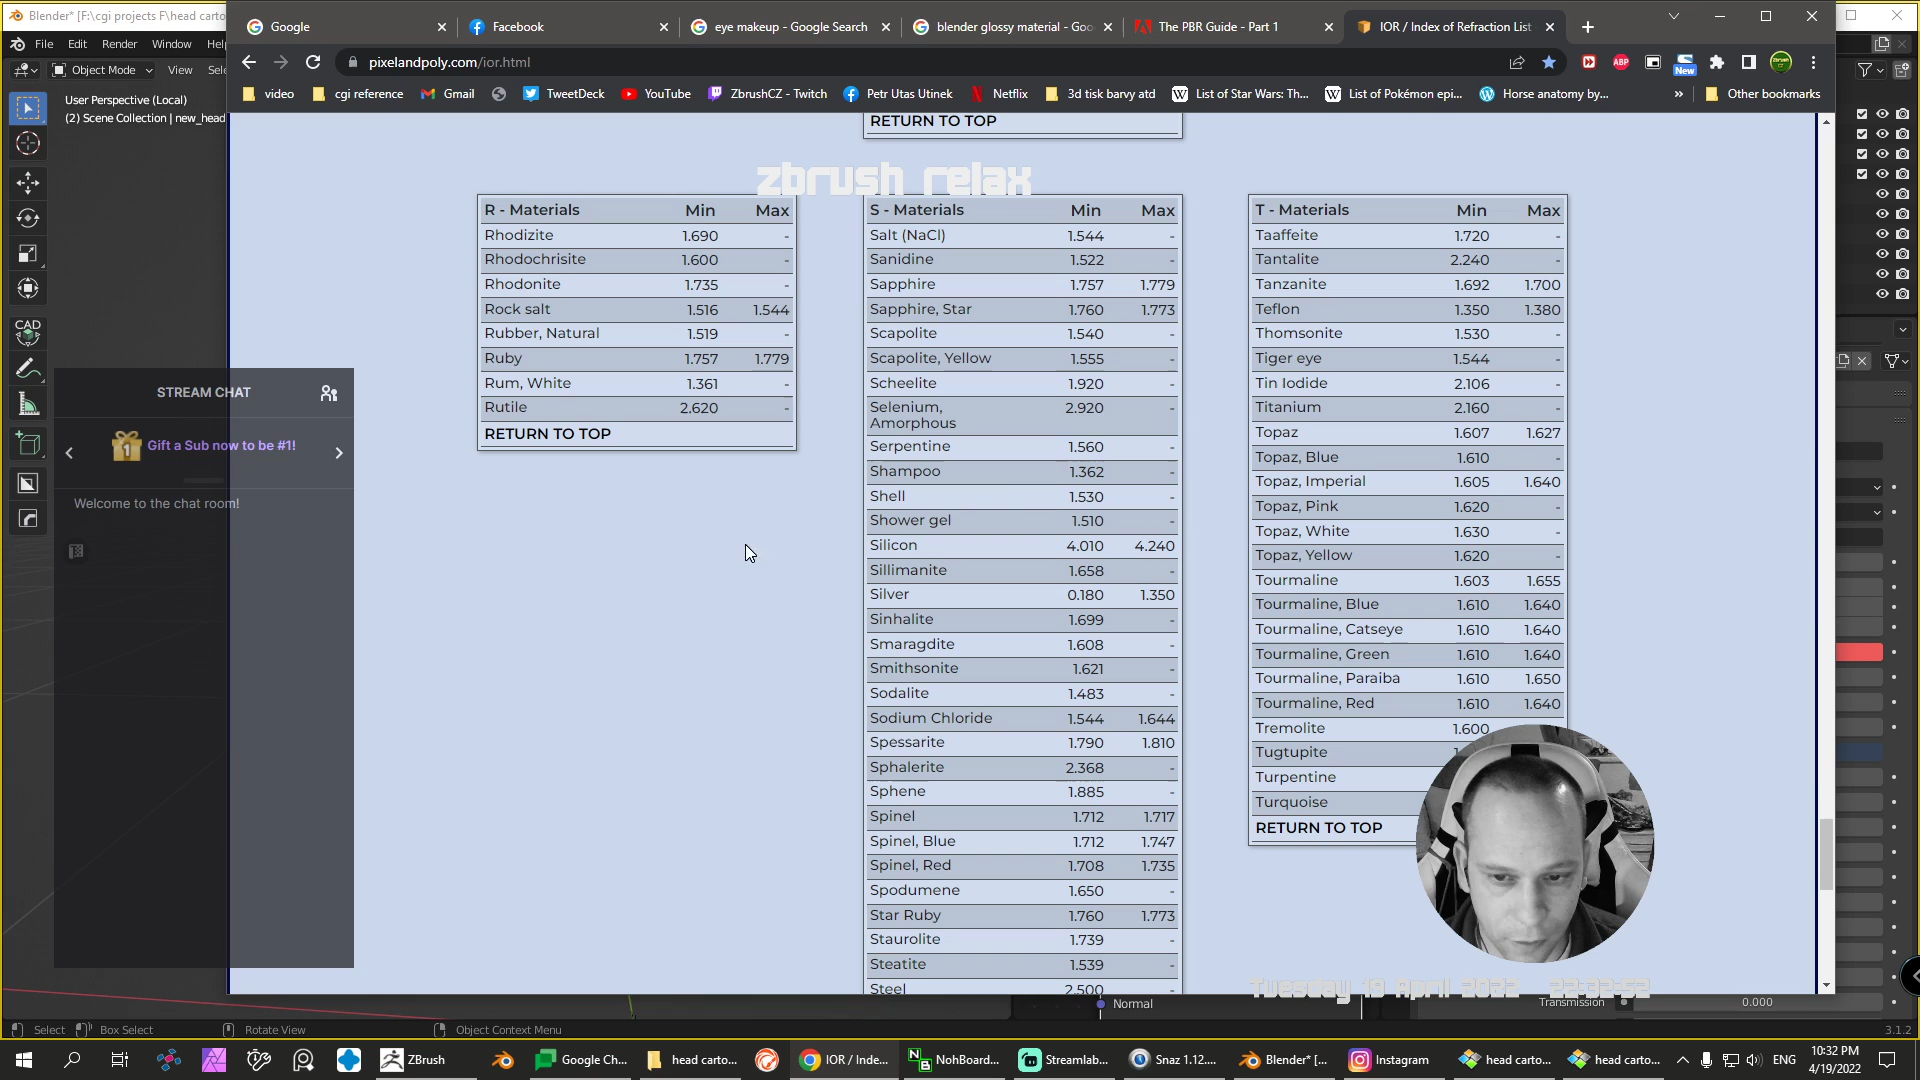 Blender* [F:\cgi projects F\head carto
Google
Facebook
eye makeup - Google Search
blender glossy material - Goo
The PBR Guide - Part 1
IOR / Index of Refraction List
File Edit Render Window Help
pixelandpoly.com/ior.html
Object Mode View Sele
video
cgi reference
Gmail
TweetDeck
YouTube
ZbrushCZ - Twitch
Petr Utas Utinek
Netflix
3d tisk barvy atd
List of Star Wars: Th...
List of Pokémon epi...
Horse anatomy by...
»
Other bookmarks
ABP
New
User Perspective (Local)
(2) Scene Collection | new_head
RETURN TO TOP
zbrush relax
R - Materials Min Max
Rhodizite 1.690 -
Rhodochrisite 1.600 -
Rhodonite 1.735 -
Rock salt 1.516 1.544
Rubber, Natural 1.519 -
Ruby 1.757 1.779
Rum, White 1.361 -
Rutile 2.620 -
RETURN TO TOP
S - Materials Min Max
Salt (NaCl) 1.544 -
Sanidine 1.522 -
Sapphire 1.757 1.779
Sapphire, Star 1.760 1.773
Scapolite 1.540 -
Scapolite, Yellow 1.555 -
Scheelite 1.920 -
Selenium, Amorphous 2.920 -
Serpentine 1.560 -
Shampoo 1.362 -
Shell 1.530 -
Shower gel 1.510 -
Silicon 4.010 4.240
Sillimanite 1.658 -
Silver 0.180 1.350
Sinhalite 1.699 -
Smaragdite 1.608 -
Smithsonite 1.621 -
Sodalite 1.483 -
Sodium Chloride 1.544 1.644
Spessarite 1.790 1.810
Sphalerite 2.368 -
Sphene 1.885 -
Spinel 1.712 1.717
Spinel, Blue 1.712 1.747
Spinel, Red 1.708 1.735
Spodumene 1.650 -
Star Ruby 1.760 1.773
Staurolite 1.739 -
Steatite 1.539 -
Steel 2.500
T - Materials Min Max
Taaffeite 1.720 -
Tantalite 2.240 -
Tanzanite 1.692 1.700
Teflon 1.350 1.380
Thomsonite 1.530 -
Tiger eye 1.544 -
Tin Iodide 2.106 -
Titanium 2.160 -
Topaz 1.607 1.627
Topaz, Blue 1.610 -
Topaz, Imperial 1.605 1.640
Topaz, Pink 1.620 -
Topaz, White 1.630 -
Topaz, Yellow 1.620 -
Tourmaline 1.603 1.655
Tourmaline, Blue 1.610 1.640
Tourmaline, Catseye 1.610 1.640
Tourmaline, Green 1.610 1.640
Tourmaline, Paraiba 1.610 1.650
Tourmaline, Red 1.610 1.640
Tremolite 1.600
Tugtupite
Turpentine
Turquoise
RETURN TO TOP
CAD
STREAM CHAT
1 Gift a Sub now to be #1!
Welcome to the chat room!
Tuesday 19 April 2022 22:32:52
Normal
Transmission 0.000
Select
Box Select
Rotate View
Object Context Menu
3.1.2
ZBrush
Google Ch...
head carto...
IOR / Inde...
NohBoard...
Streamlab...
Snaz 1.12....
Blender* [...
Instagram
head carto...
head carto...
ENG
10:32 PM
4/19/2022